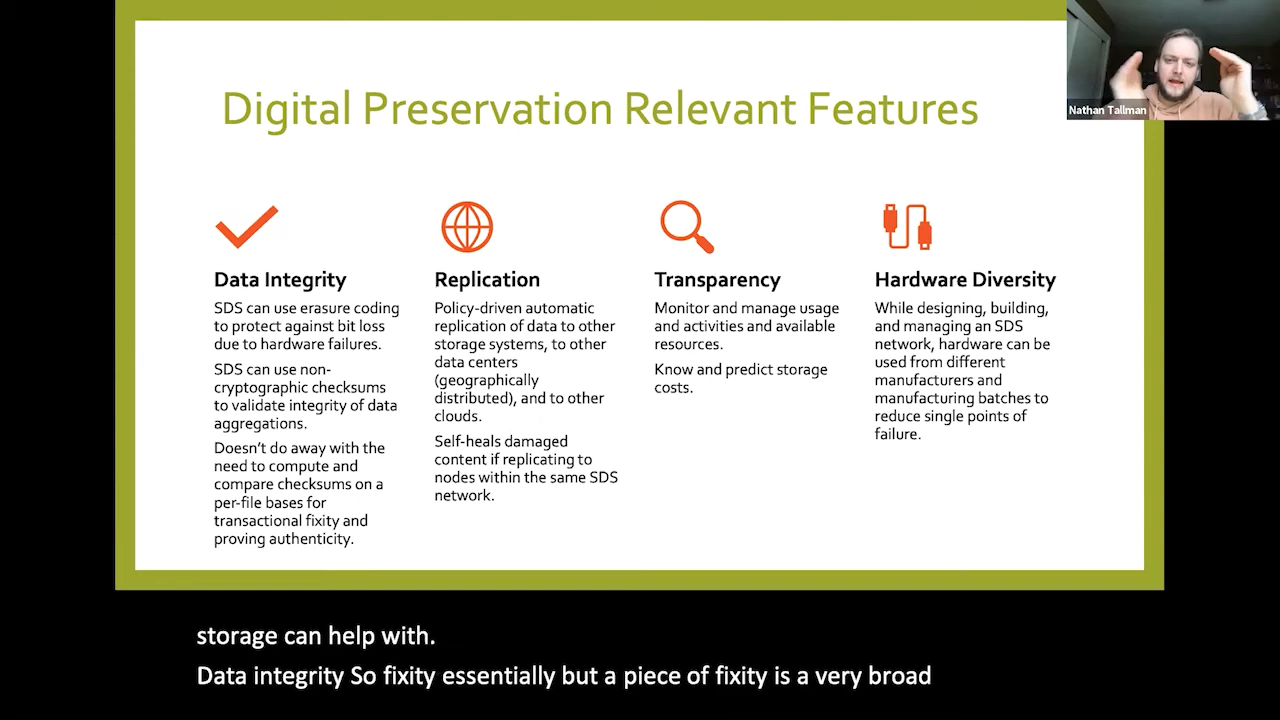 Digital Preservation Relevant Features
Nathan Tallman
Data Integrity
SDS can use erasure coding
to protect against bit loss
due to hardware failures.
SDS can use non-
cryptographic checksums
to validate integrity of data
aggregations.
Doesn't do away with the
need to compute and
compare checksums on a
per-file bases for
transactional fixity and
proving authenticity.
Replication
Policy-driven automatic
replication of data to other
storage systems, to other
data centers
(geographically
distributed), and to other
clouds.
Self-heals damaged
content if replicating to
nodes within the same SDS
network.
Transparency
Monitor and manage usage
and activities and available
resources.
Know and predict storage
costs.
Hardware Diversity
While designing, building,
and managing an SDS
network, hardware can be
used from different
manufacturers and
manufacturing batches to
reduce single points of
failure.
storage can help with.
Data integrity So fixity essentially but a piece of fixity is a very broad